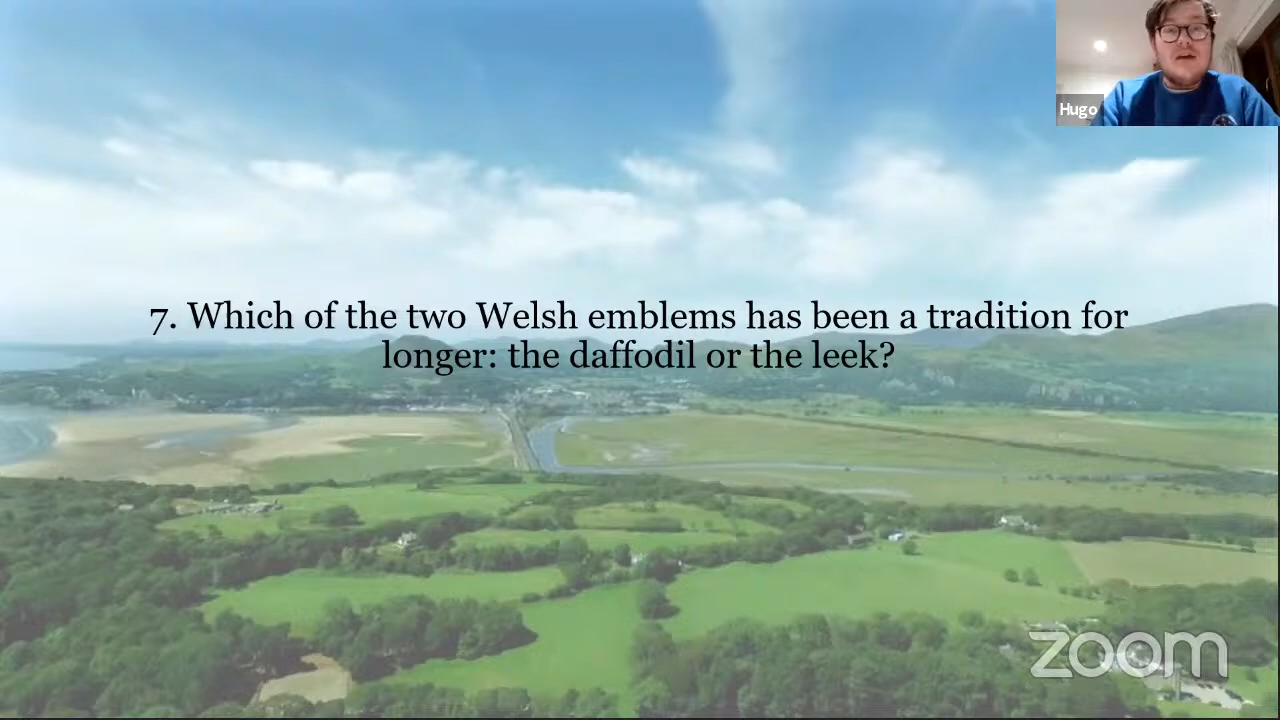 Hugo
7. Which of the two Welsh emblems has been a tradition for
longer: the daffodil or the leek?
zoom